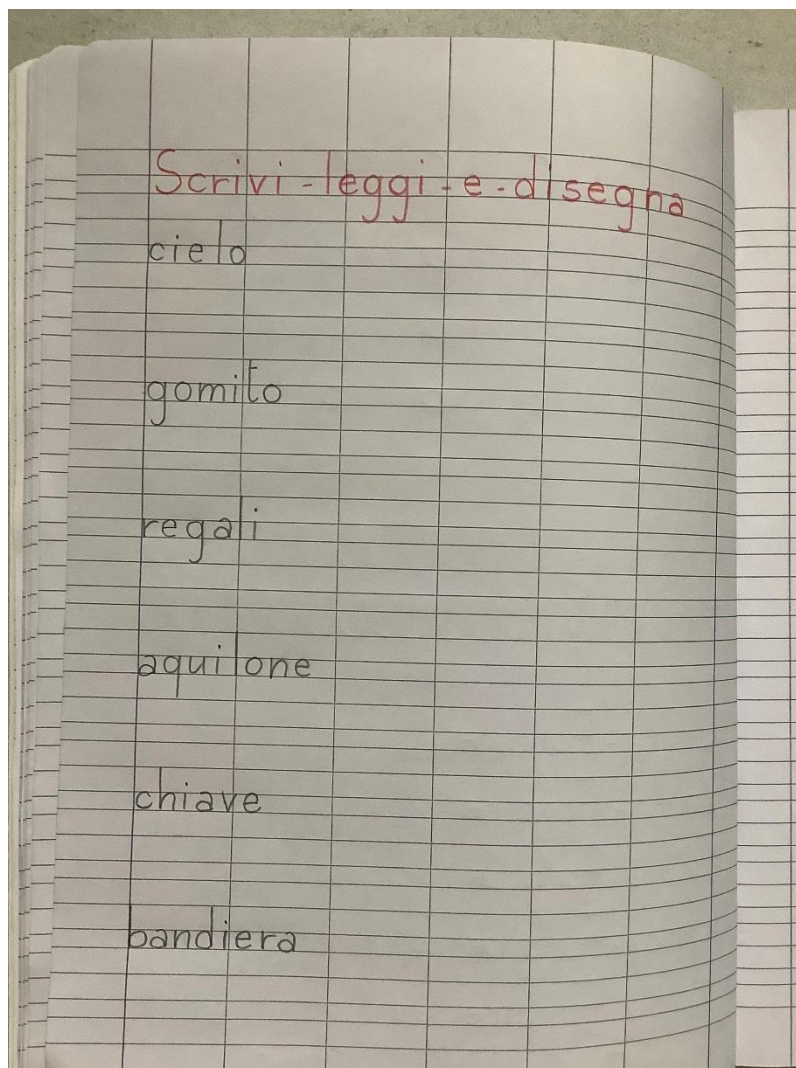 Scrivi-leggi-e-disegna
cielo
gomito
regali
aquilone
chiave
bandiera